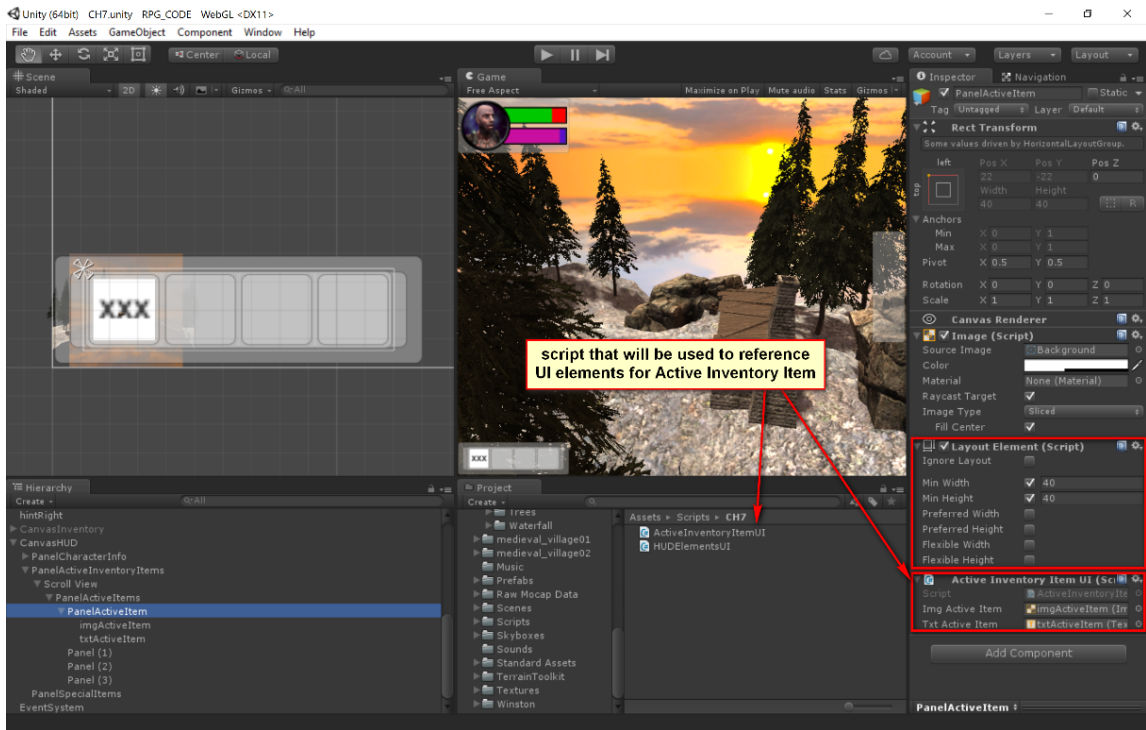 Unity (64bit) CH7.unity RPG_CODE WebGL <DX11>
File Edit Assets GameObject Component Window Help
Center Local
Account Layers Layout
Scene
Shaded 2D Gizmos All
XXX
Game
Free Aspect Maximize on Play Mute audio Stats Gizmos
script that will be used to reference
UI elements for Active Inventory Item
XXX
Inspector Navigation
PanelActiveItem Static
Tag Untagged Layer Default
Rect Transform
Some values driven by HorizontalLayoutGroup.
left Pos X Pos Y Pos Z
top 22 -22 0
Width Height
40 40 R
Anchors
Min X 0 Y 1
Max X 0 Y 1
Pivot X 0.5 Y 0.5
Rotation X 0 Y 0 Z 0
Scale X 1 Y 1 Z 1
Canvas Renderer
Image (Script)
Source Image Background
Color
Material None (Material)
Raycast Target
Image Type Sliced
Fill Center
Layout Element (Script)
Ignore Layout
Min Width 40
Min Height 40
Preferred Width
Preferred Height
Flexible Width
Flexible Height
Active Inventory Item UI (Scr
Script ActiveInventoryIte
Img Active Item imgActiveItem (Im
Txt Active Item txtActiveItem (Tex
Add Component
PanelActiveItem
Hierarchy
Create All
hintRight
CanvasInventory
CanvasHUD
PanelCharacterInfo
PanelActiveInventoryItems
Scroll View
PanelActiveItems
PanelActiveItem
imgActiveItem
txtActiveItem
Panel (1)
Panel (2)
Panel (3)
PanelSpecialItems
EventSystem
Project
Create
Trees
Waterfall
medieval_village01
medieval_village02
Music
Prefabs
Raw Mocap Data
Scenes
Scripts
Skyboxes
Sounds
Standard Assets
TerrainToolkit
Textures
Winston
Assets Scripts CH7
ActiveInventoryItemUI
HUDElementsUI